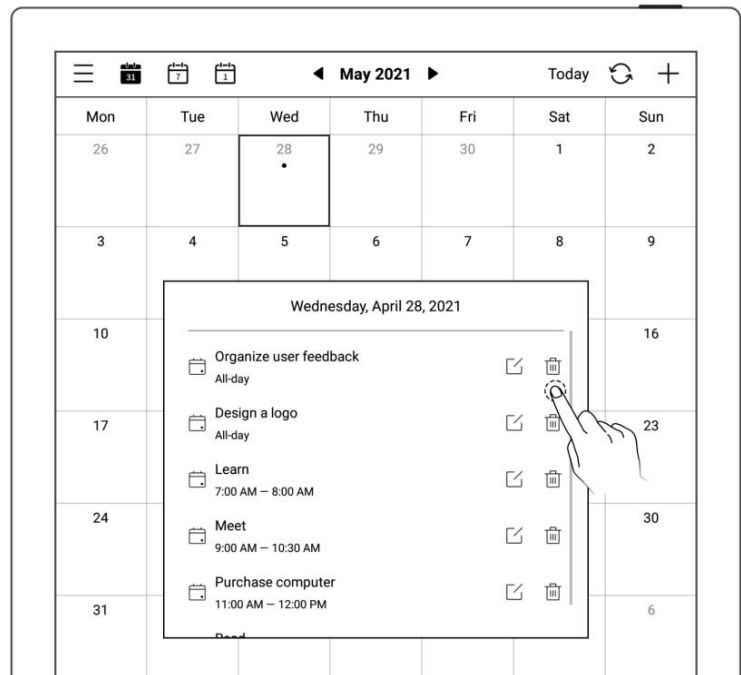 31 7 1 May 2021 Today
Mon Tue Wed Thu Fri Sat Sun
26 27 28 29 30 1 2
3 4 5 6 7 8 9
Wednesday, April 28, 2021
10 16
Organize user feedback
All-day
17 23
Design a logo
All-day
Learn
7:00 AM — 8:00 AM
24 30
Meet
9:00 AM — 10:30 AM
Purchase computer
11:00 AM — 12:00 PM
31 6